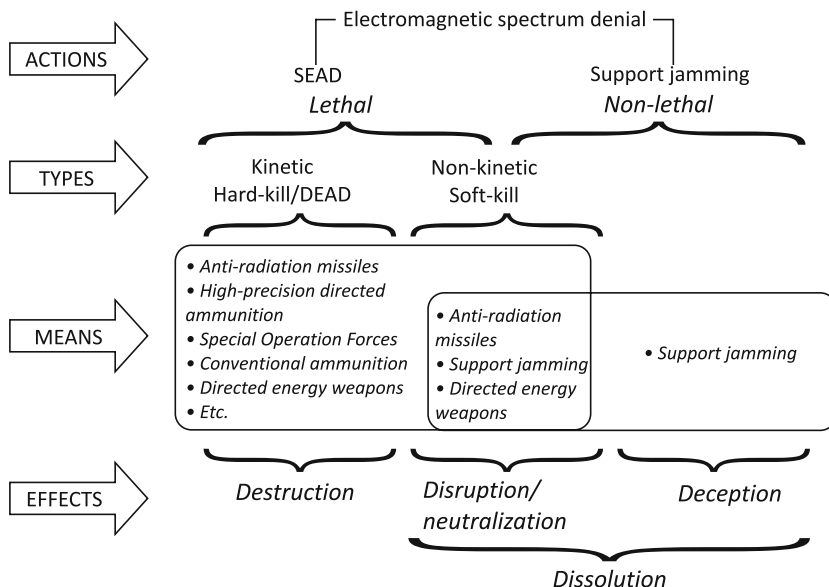 Electromagnetic spectrum denial
ACTIONS
SEAD
Support jamming
Lethal
Non-lethal
TYPES
Kinetic
Hard-kill/DEAD
Non-kinetic
Soft-kill
MEANS
• Anti-radiation missiles
• High-precision directed
ammunition
• Special Operation Forces
• Conventional ammunition
• Directed energy weapons
• Etc.
• Anti-radiation
missiles
• Support jamming
• Directed energy
weapons
• Support jamming
EFFECTS
Destruction
Disruption/
neutralization
Deception
Dissolution